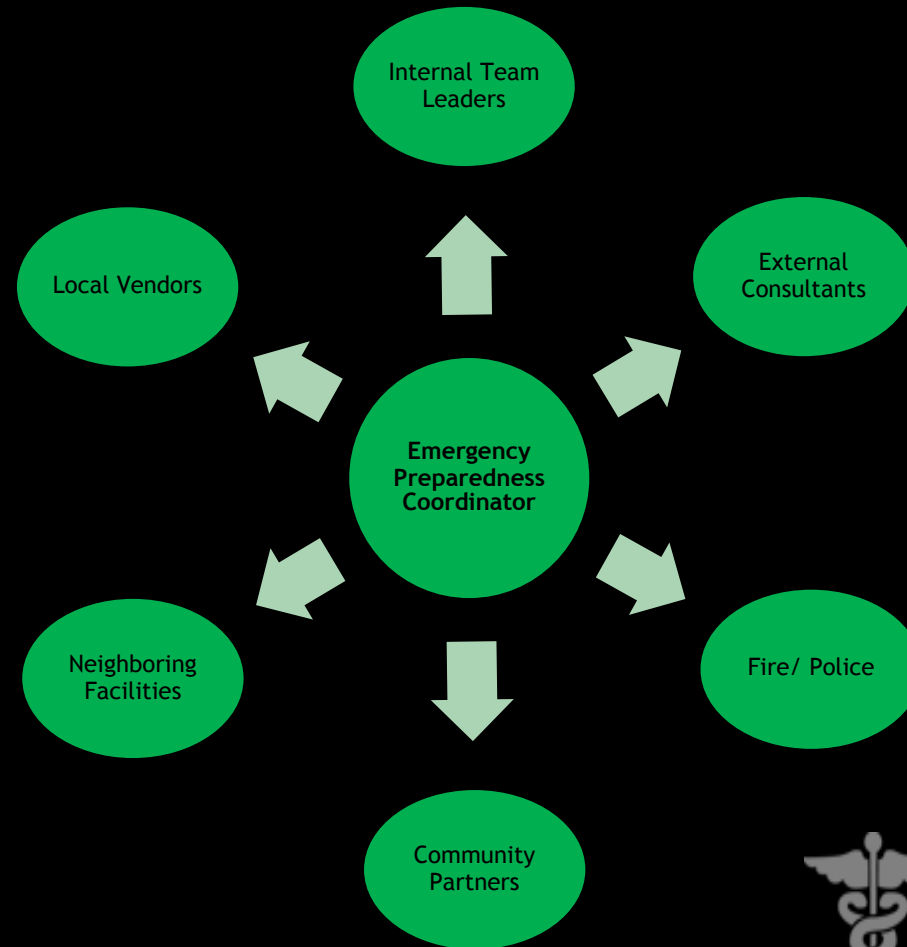 Internal Team
Leaders
External
Consultants
Local Vendors
Emergency
Preparedness
Coordinator
Neighboring
Facilities
Fire/ Police
Community
Partners